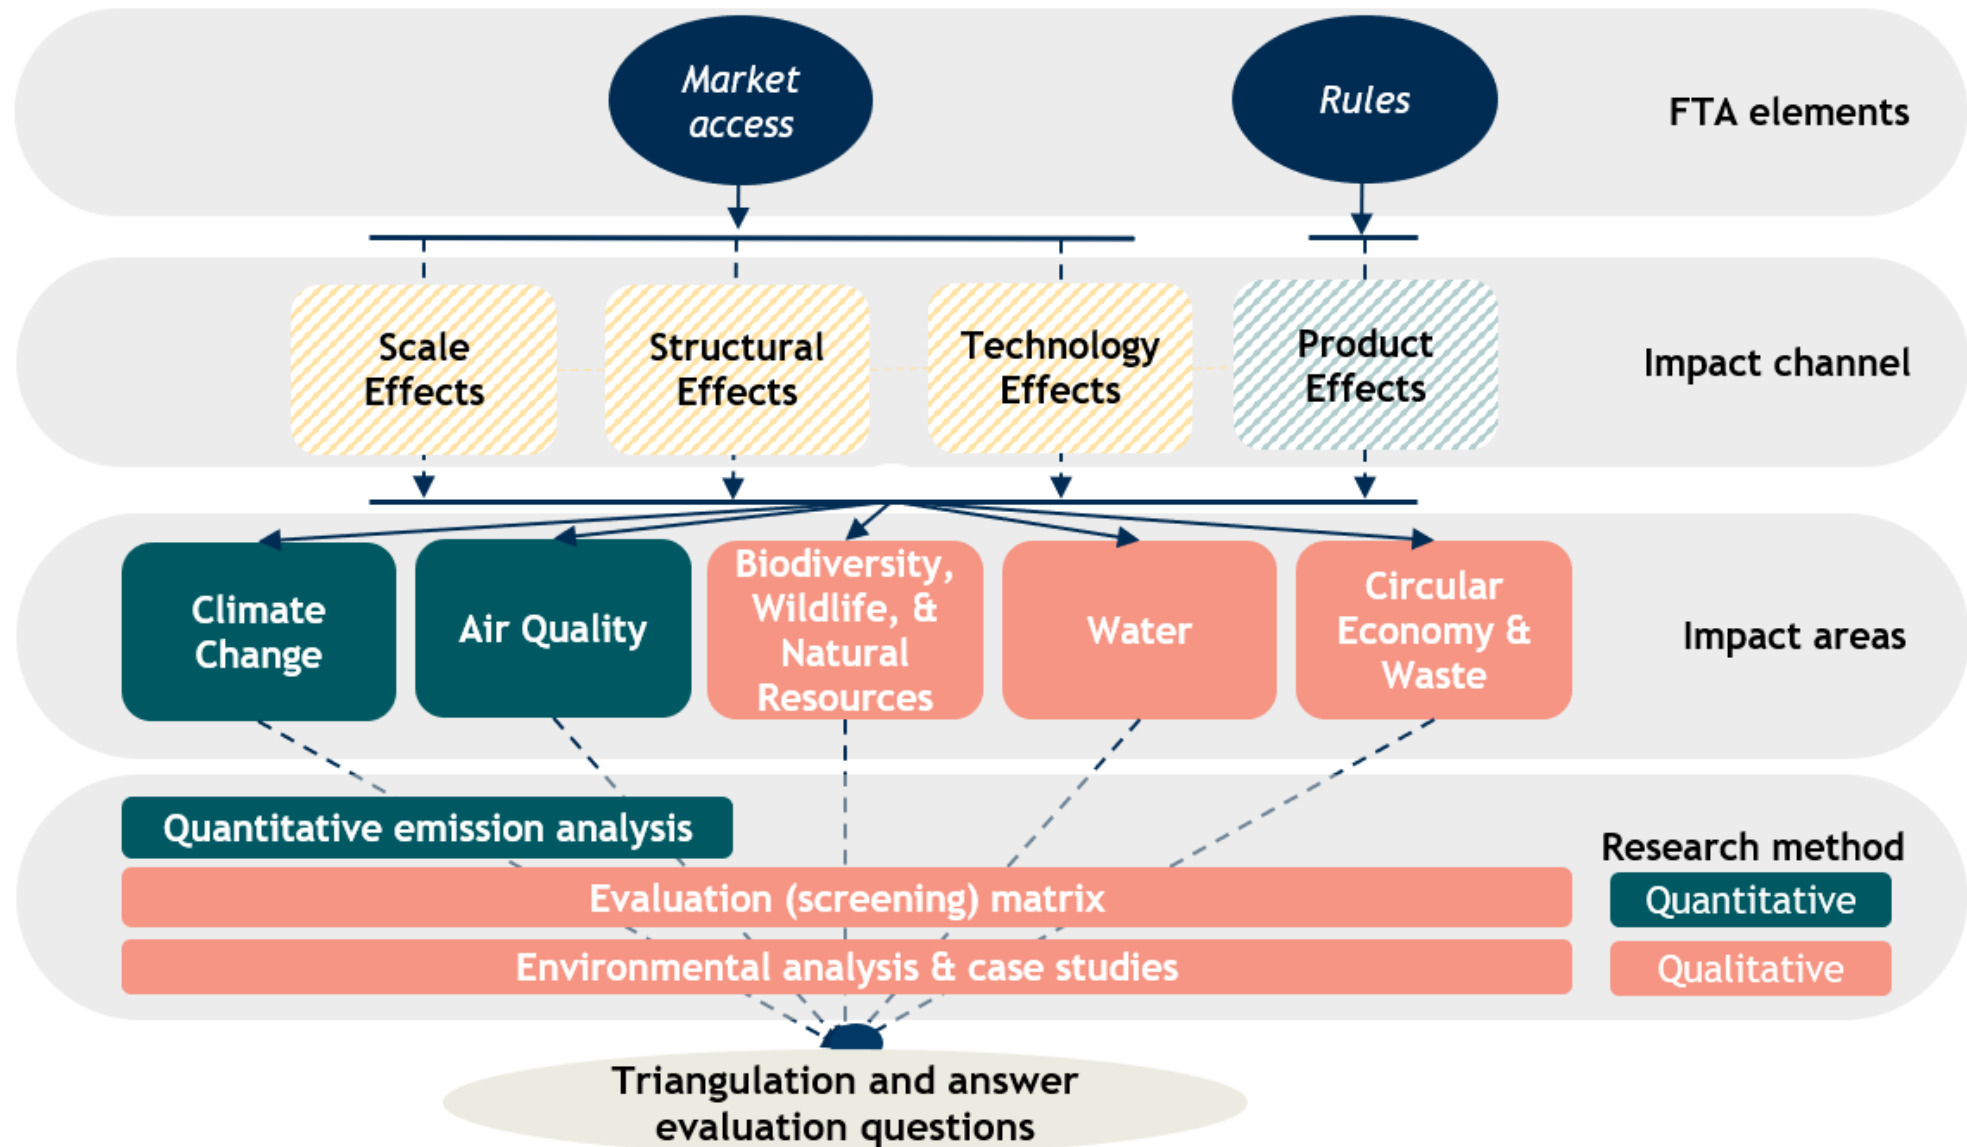 Market
access
Rules
FTA elements
Scale
Effects
Structural
Effects
Technology
Effects
Product
Effects
Impact channel
Climate
Change
Air Quality
Biodiversity,
Wildlife, &
Natural
Resources
Water
Circular
Economy &
Waste
Impact areas
Quantitative emission analysis
Evaluation (screening) matrix
Environmental analysis & case studies
Research method
Quantitative
Qualitative
Triangulation and answer
evaluation questions